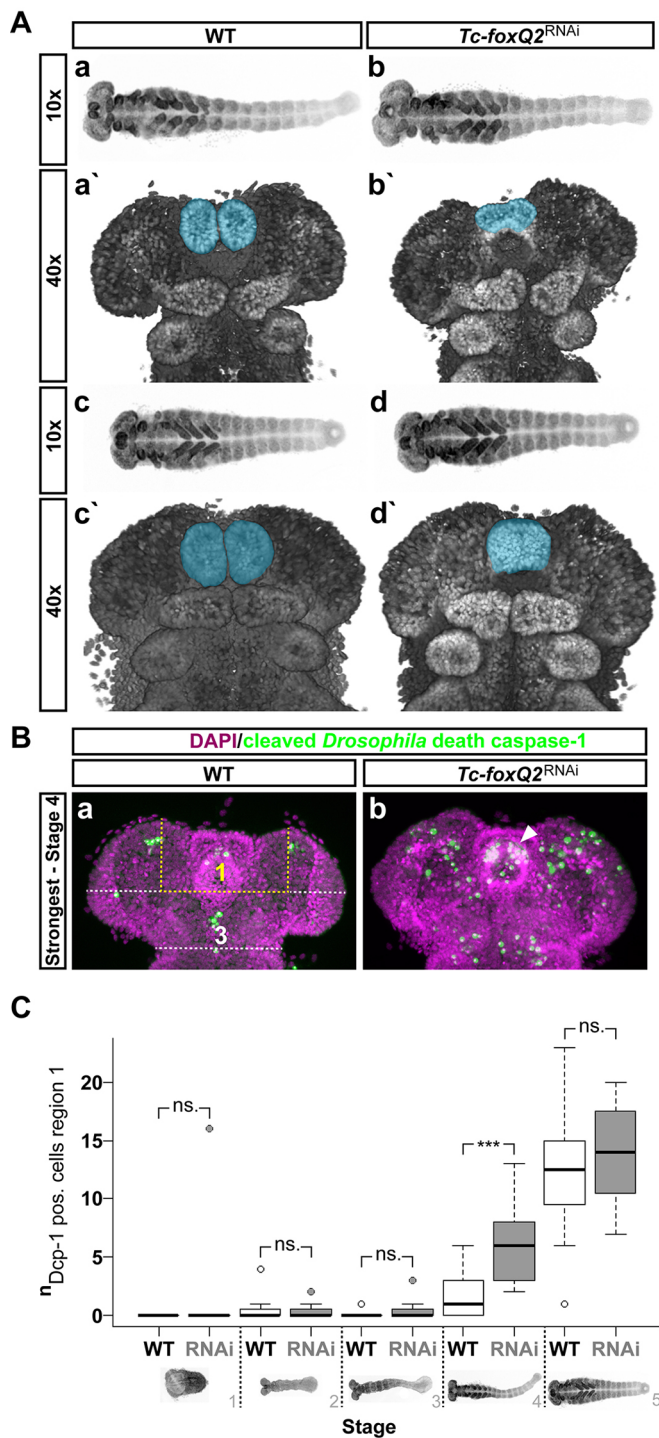 A
WT
Tc-foxQ2RNAi
10x
a
b
40x
a`
b`
10x
c
d
40x
c`
d`
B
DAPI/cleaved Drosophila death caspase-1
WT
Tc-foxQ2RNAi
Strongest - Stage 4
a
b
1
3
C
nDcp-1 pos. cells region 1
20
15
10
5
0
ns.
ns.
ns.
***
ns.
WT RNAi WT RNAi WT RNAi WT RNAi WT RNAi
1 2 3 4 5
Stage